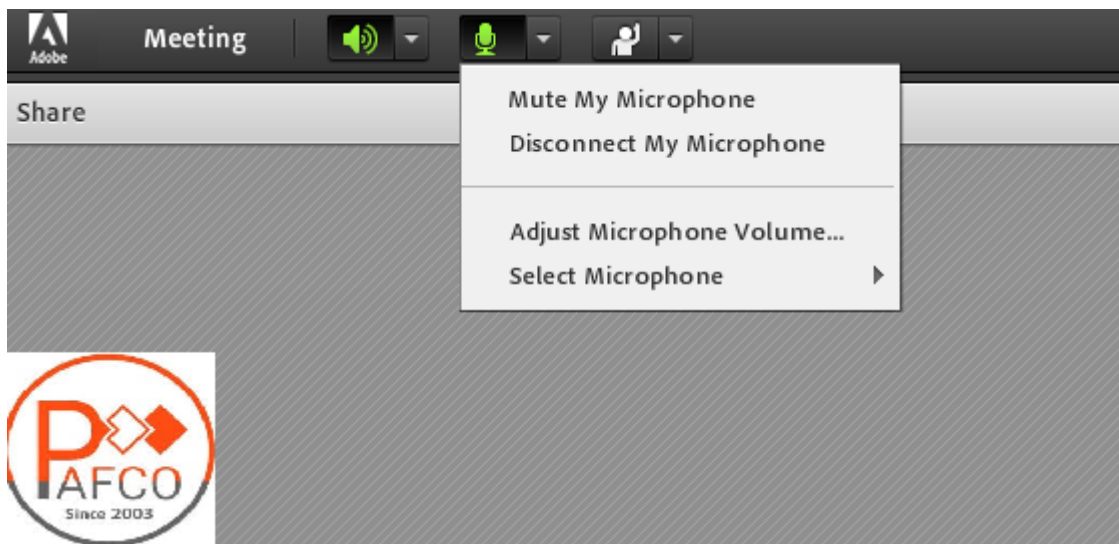 Adobe
Meeting
Share
Mute My Microphone
Disconnect My Microphone
Adjust Microphone Volume...
Select Microphone
PAFCO
Since 2003